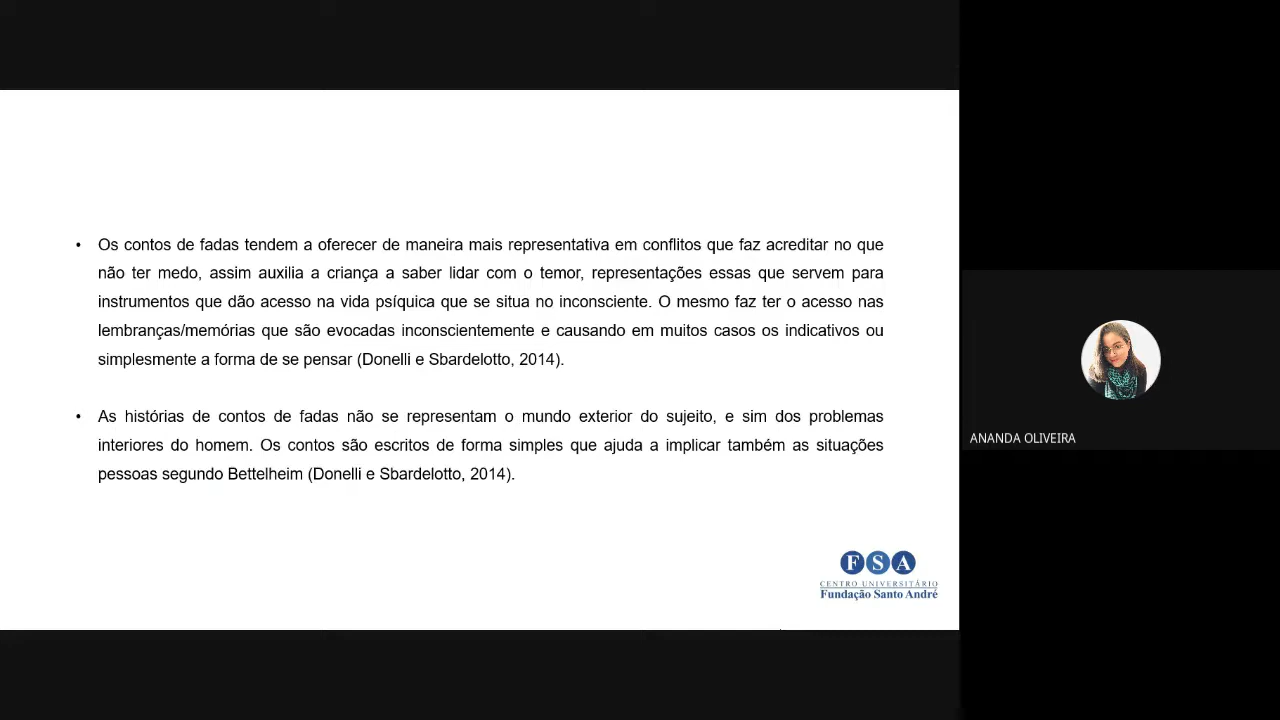 • Os contos de fadas tendem a oferecer de maneira mais representativa em conflitos que faz acreditar no que
não ter medo, assim auxilia a criança a saber lidar com o temor, representações essas que servem para
instrumentos que dão acesso na vida psíquica que se situa no inconsciente. O mesmo faz ter o acesso nas
lembranças/memórias que são evocadas inconscientemente e causando em muitos casos os indicativos ou
simplesmente a forma de se pensar (Donelli e Sbardelotto, 2014).
• As histórias de contos de fadas não se representam o mundo exterior do sujeito, e sim dos problemas
interiores do homem. Os contos são escritos de forma simples que ajuda a implicar também as situações
pessoas segundo Bettelheim (Donelli e Sbardelotto, 2014).
ANANDA OLIVEIRA
FSA
CENTRO UNIVERSITÁRIO
Fundação Santo André